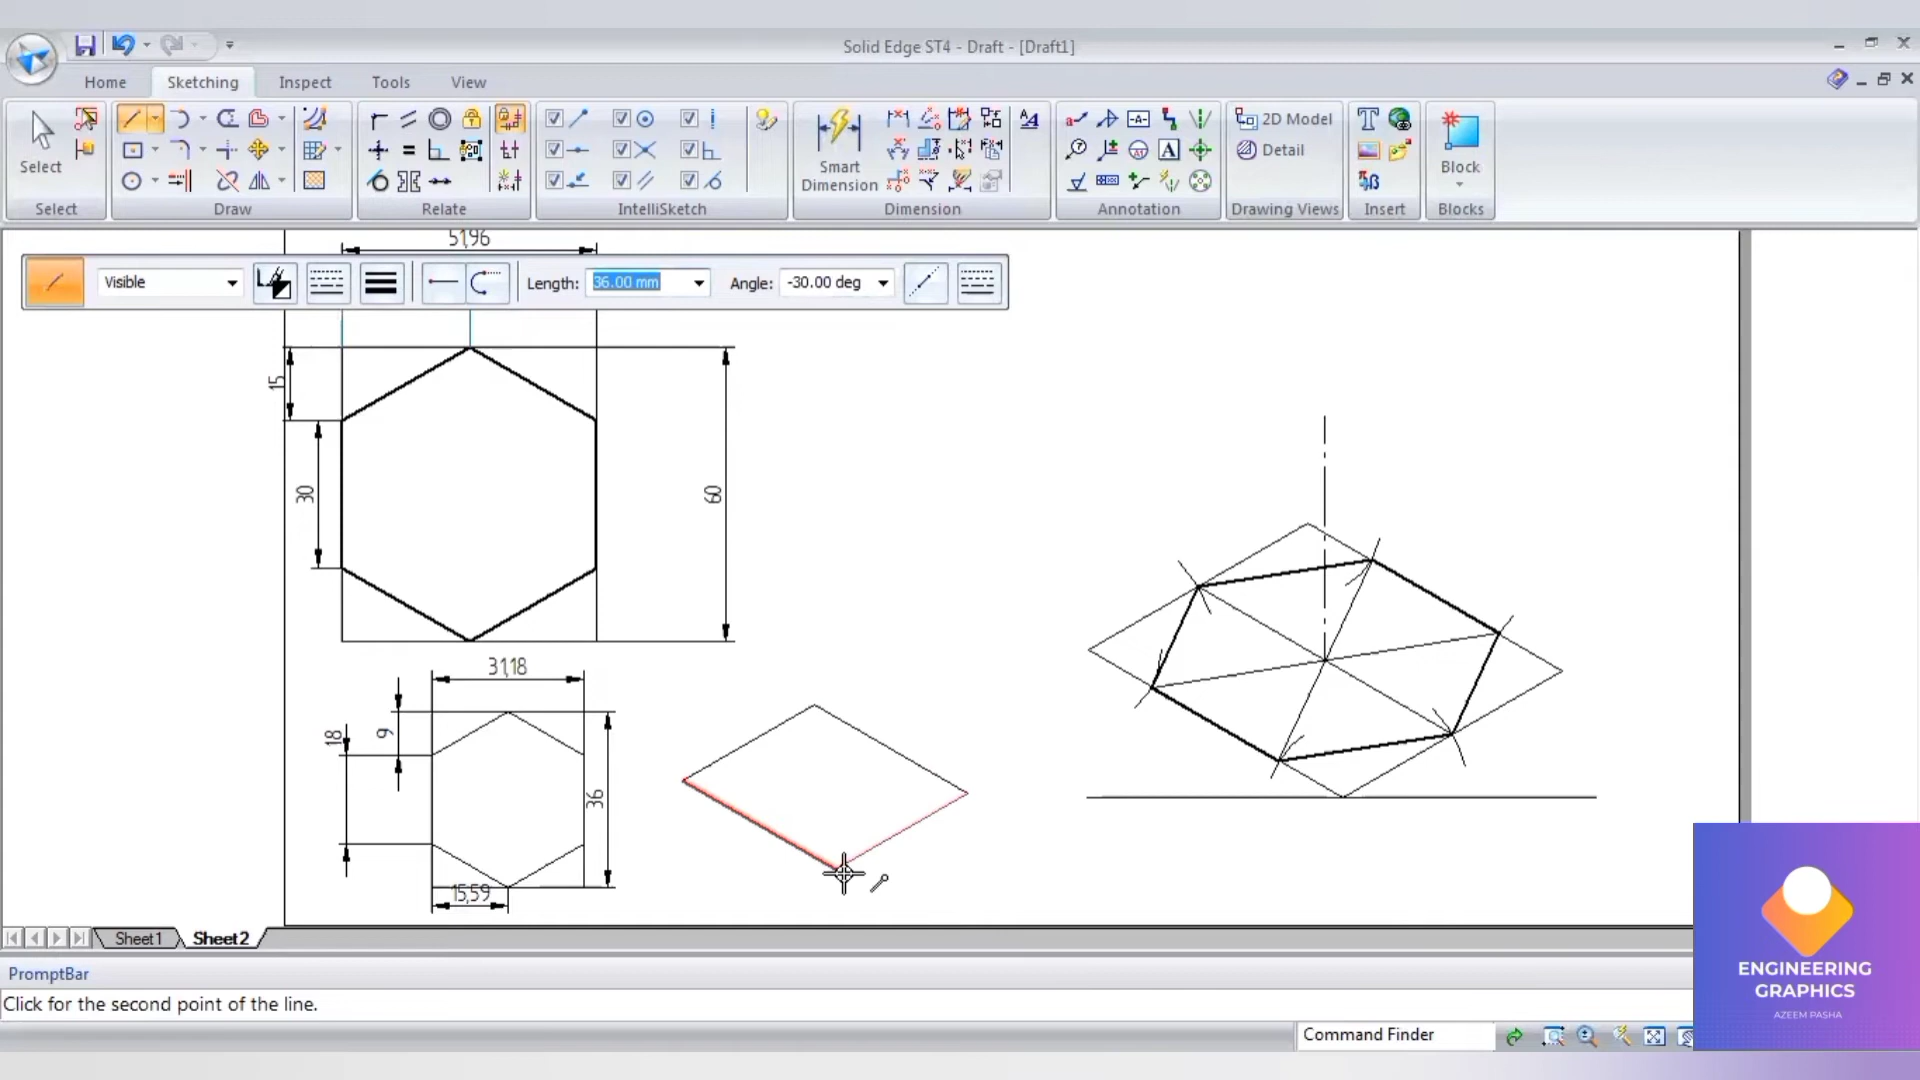 Solid Edge ST4 - Draft - [Draft1]
Home Sketching Inspect Tools View
Select
Smart
Dimension
2D Model
Detail
Block
Select Draw Relate IntelliSketch Dimension Annotation Drawing Views Insert Blocks
51,96
Visible Length: 36.00 mm Angle: -30.00 deg
15
30
60
31,18
18
9
36
15,59
Sheet1 Sheet2
PromptBar
Click for the second point of the line.
Command Finder
ENGINEERING
GRAPHICS
AZEEM PASHA